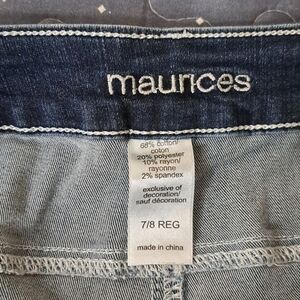 maurices
68% cotton/
coton
20% polyester
10% rayon/
rayonne
2% spandex
exclusive of
decoration/
sauf décoration
7/8 REG
made in china